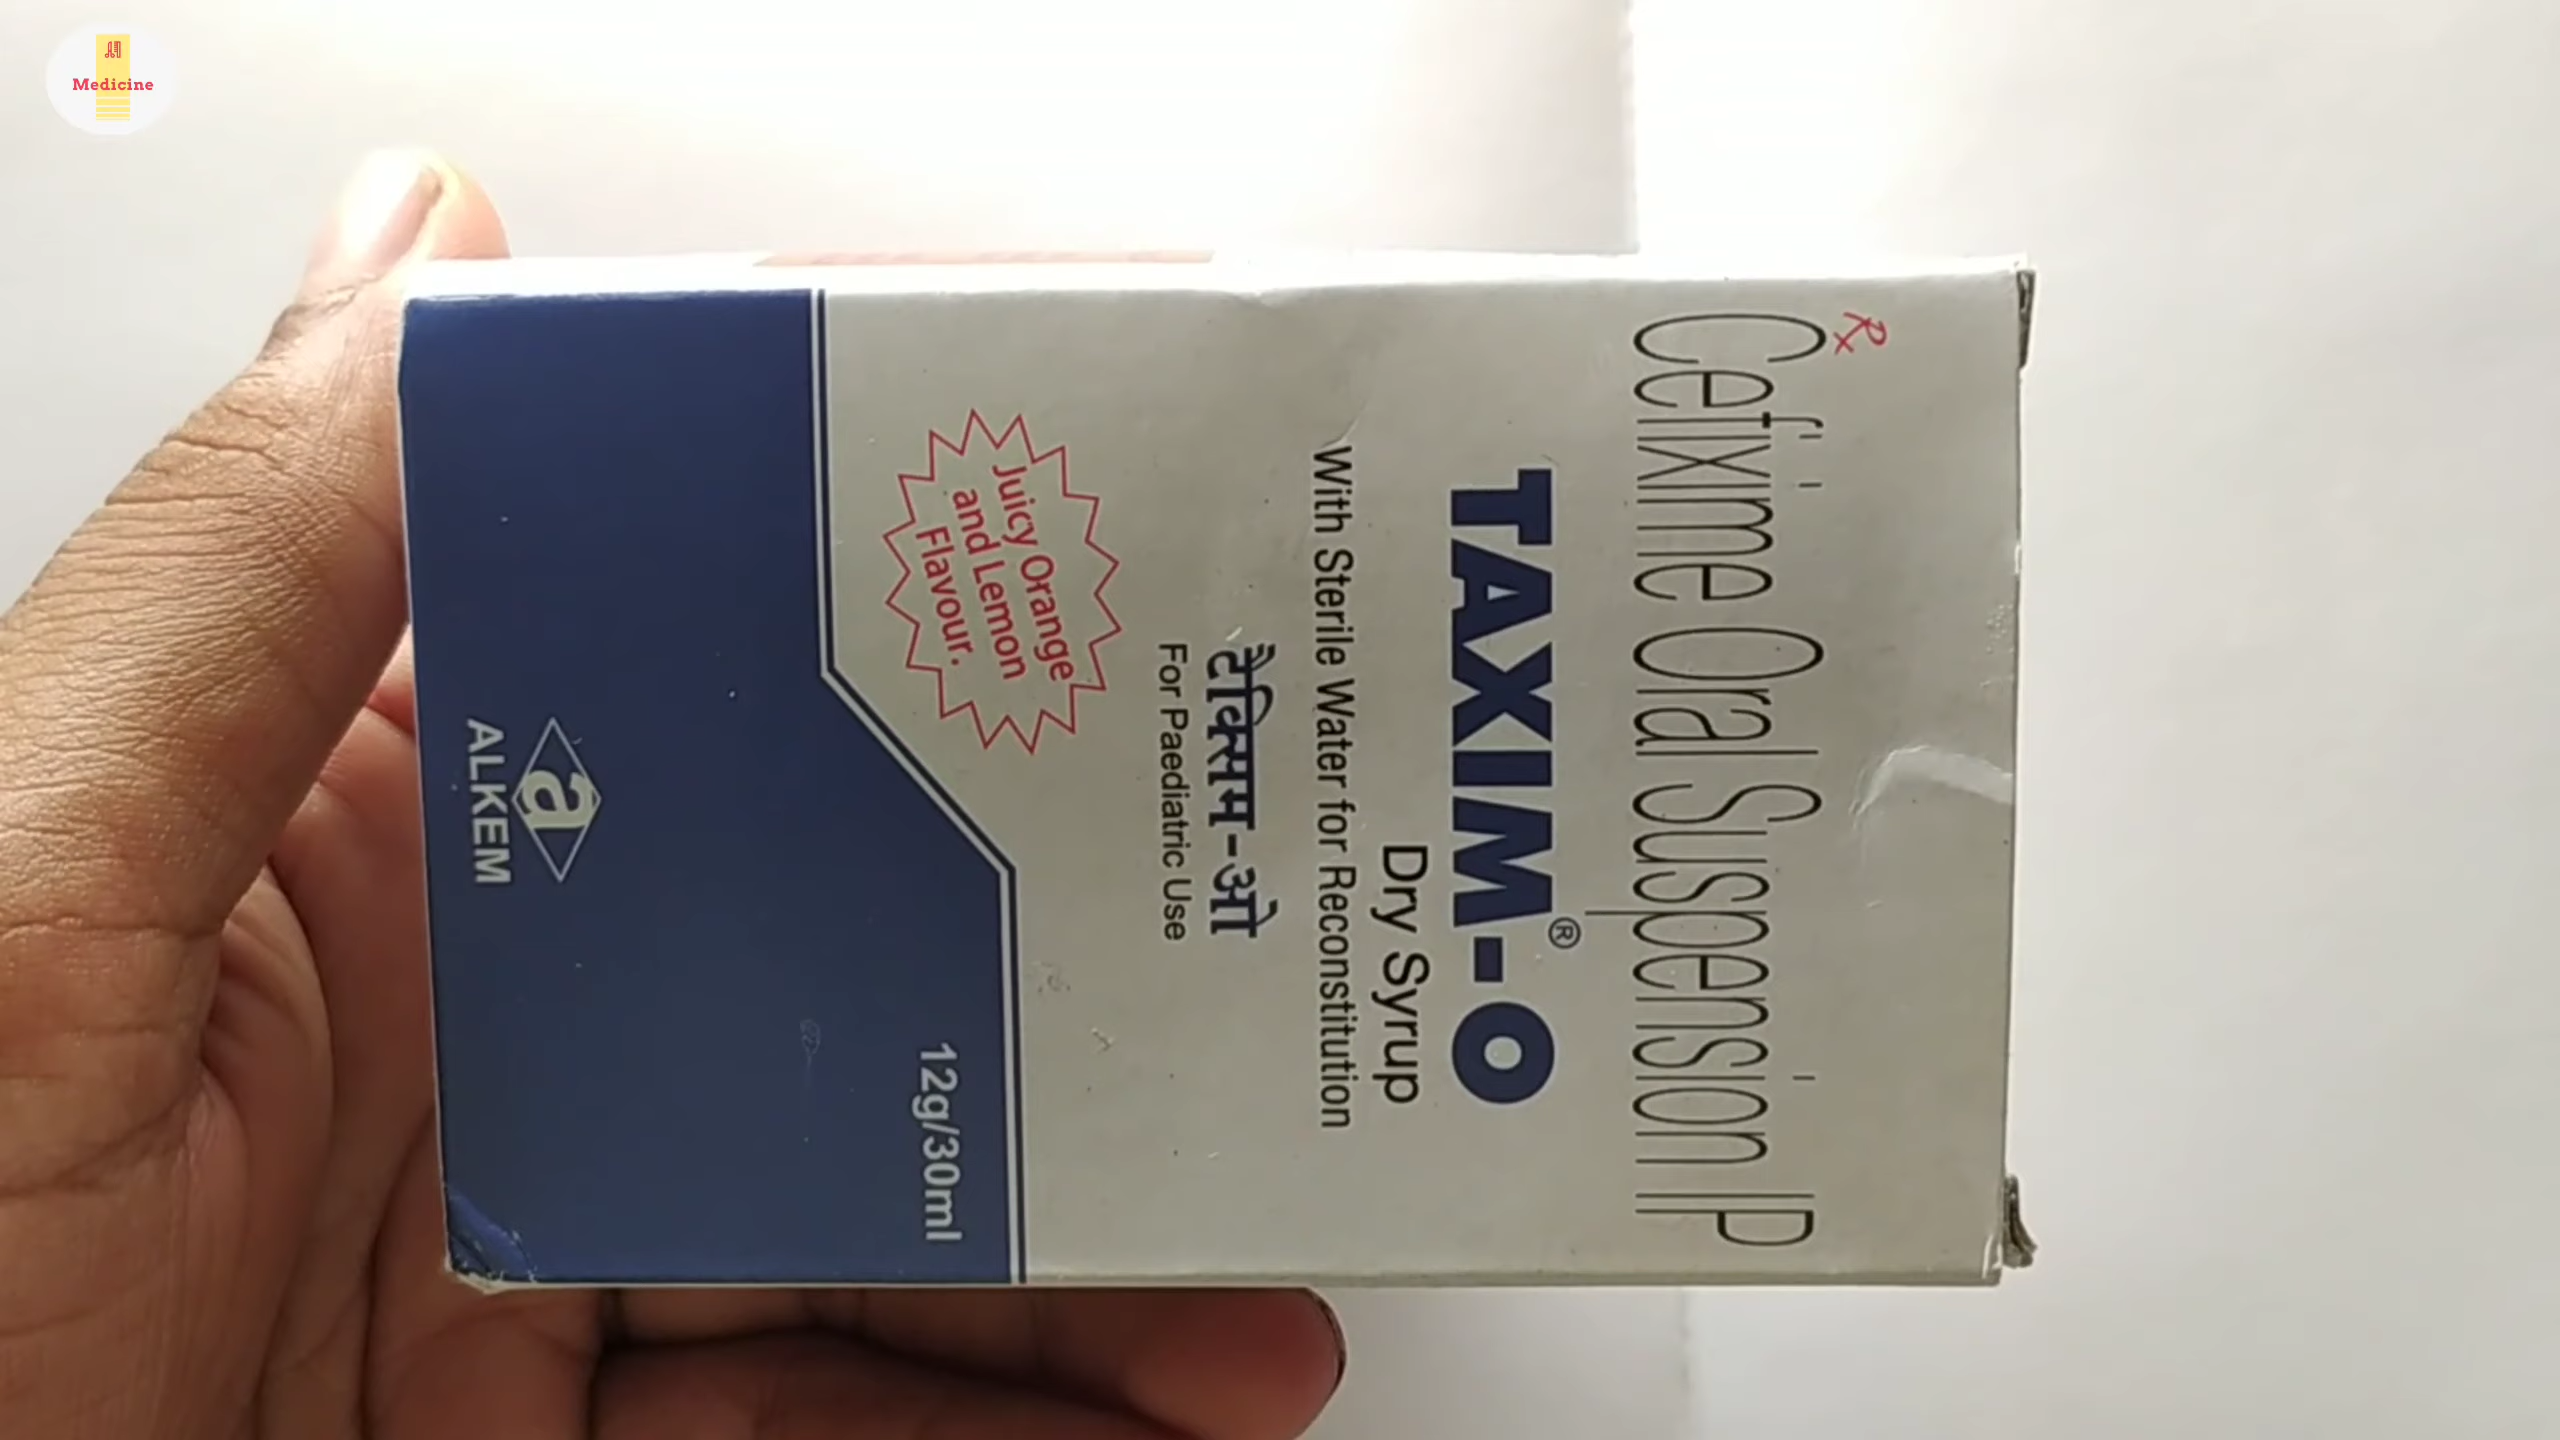 Medicine
Rx
Cefixime Oral Suspension IP
TAXIM-O®
Dry Syrup
With Sterile Water for Reconstitution
टैक्सिम-ओ
For Paediatric Use
Juicy Orange
and Lemon
Flavour.
12g/30ml
a
ALKEM